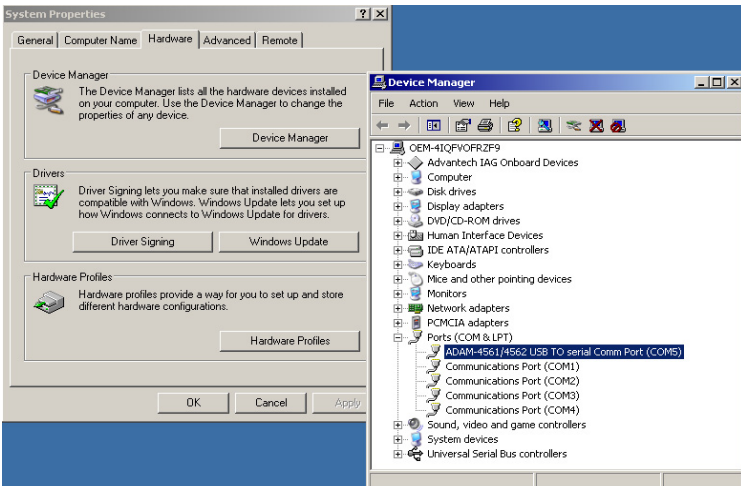 System Properties
General
Computer Name
Hardware
Advanced
Remote
Device Manager
The Device Manager lists all the hardware devices installed
on your computer. Use the Device Manager to change the
properties of any device.
Device Manager
Drivers
Driver Signing lets you make sure that installed drivers are
compatible with Windows. Windows Update lets you set up
how Windows connects to Windows Update for drivers.
Driver Signing
Windows Update
Hardware Profiles
Hardware profiles provide a way for you to set up and store
different hardware configurations.
Hardware Profiles
OK
Cancel
Apply
Device Manager
File Action View Help
OEM-4IQFVOFRZF9
Advantech IAG Onboard Devices
Computer
Disk drives
Display adapters
DVD/CD-ROM drives
Human Interface Devices
IDE ATA/ATAPI controllers
Keyboards
Mice and other pointing devices
Monitors
Network adapters
PCMCIA adapters
Ports (COM & LPT)
ADAM-4561/4562 USB TO serial Comm Port (COM5)
Communications Port (COM1)
Communications Port (COM2)
Communications Port (COM3)
Communications Port (COM4)
Sound, video and game controllers
System devices
Universal Serial Bus controllers